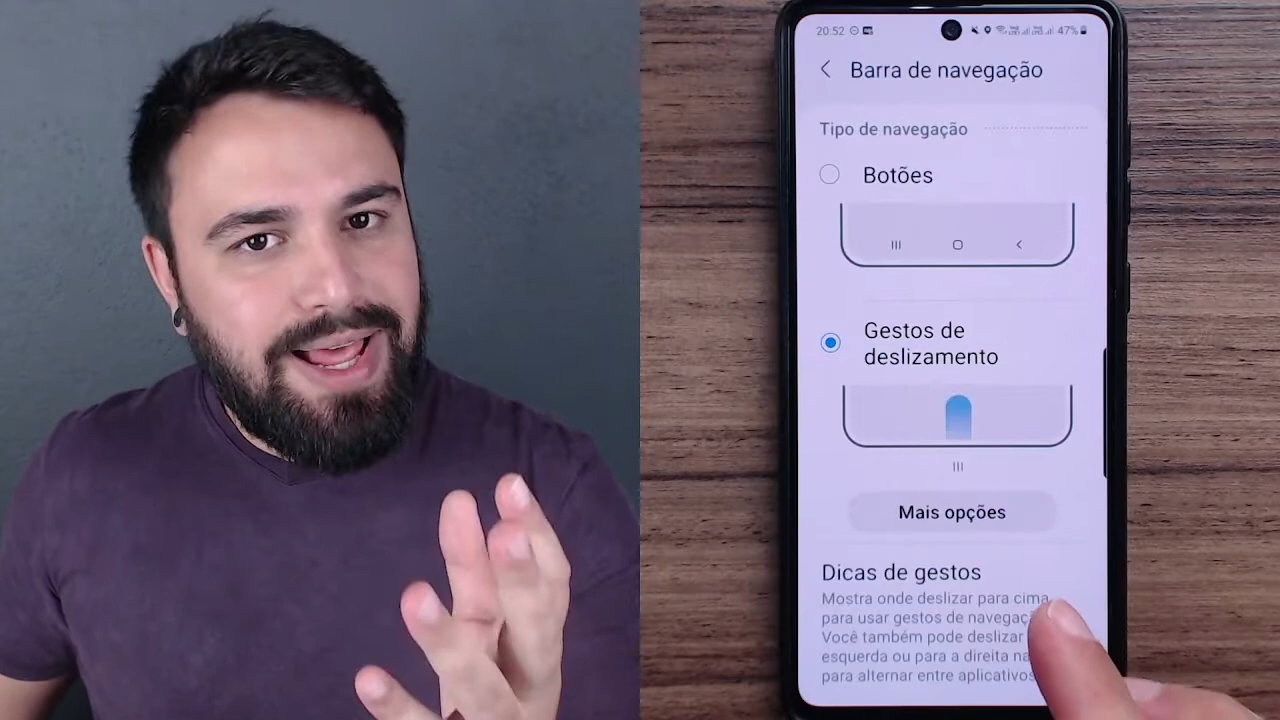 20:52
47%
Barra de navegação
Tipo de navegação
Botões
Gestos de
deslizamento
Mais opções
Dicas de gestos
Mostra onde deslizar para cima
para usar gestos de
Você também pode deslizar
esquerda ou para a direita
para alternar entre aplicativos